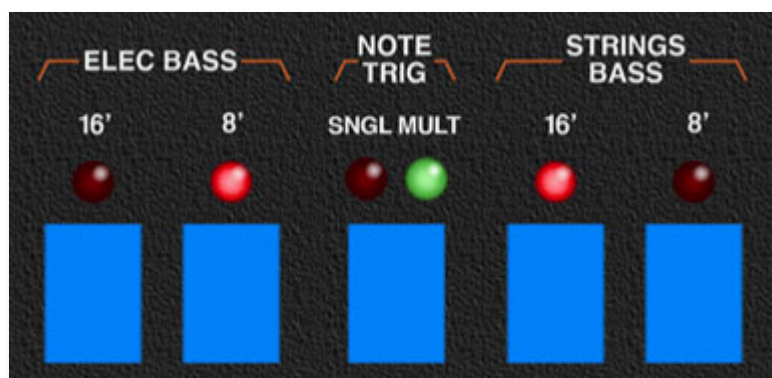 ELEC BASS
NOTE
TRIG
STRINGS
BASS
16’
8’
SNGL MULT
16’
8’